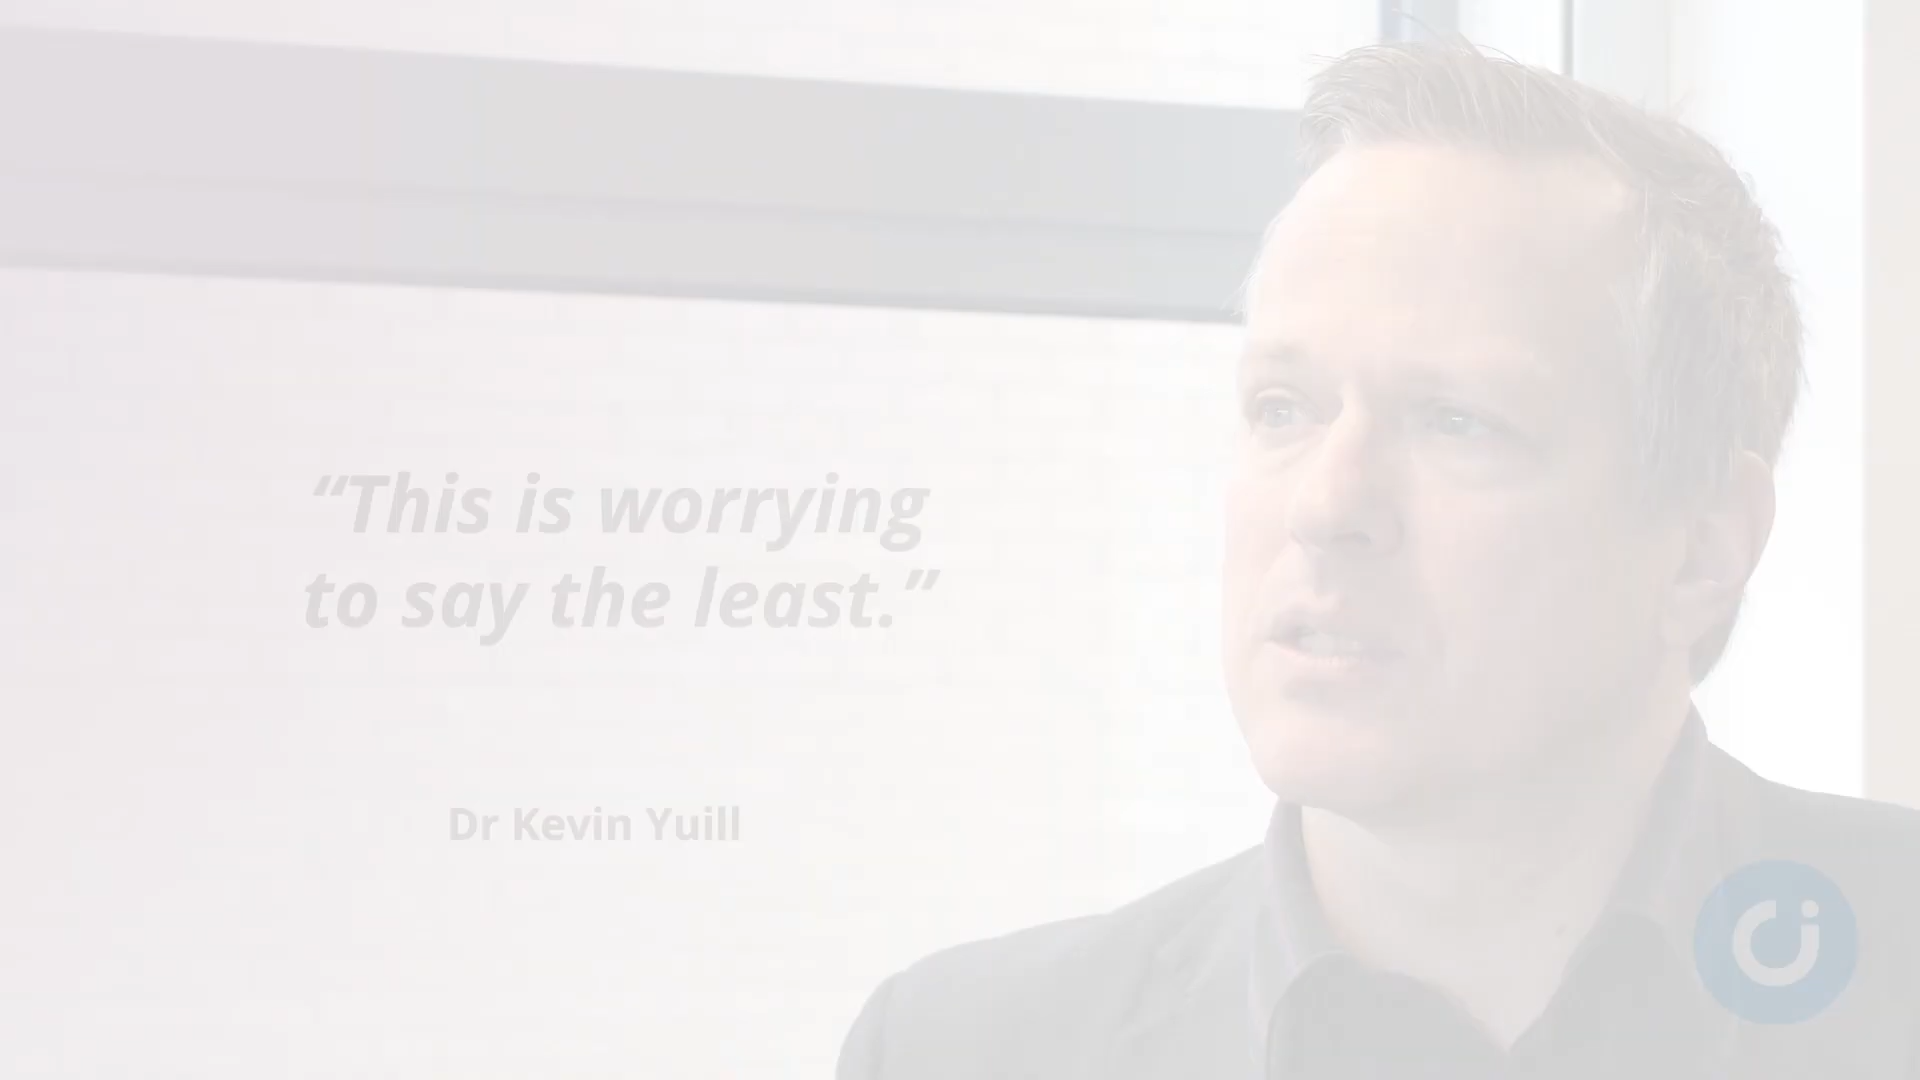 “This is worrying
to say the least.”
Dr Kevin Yuill